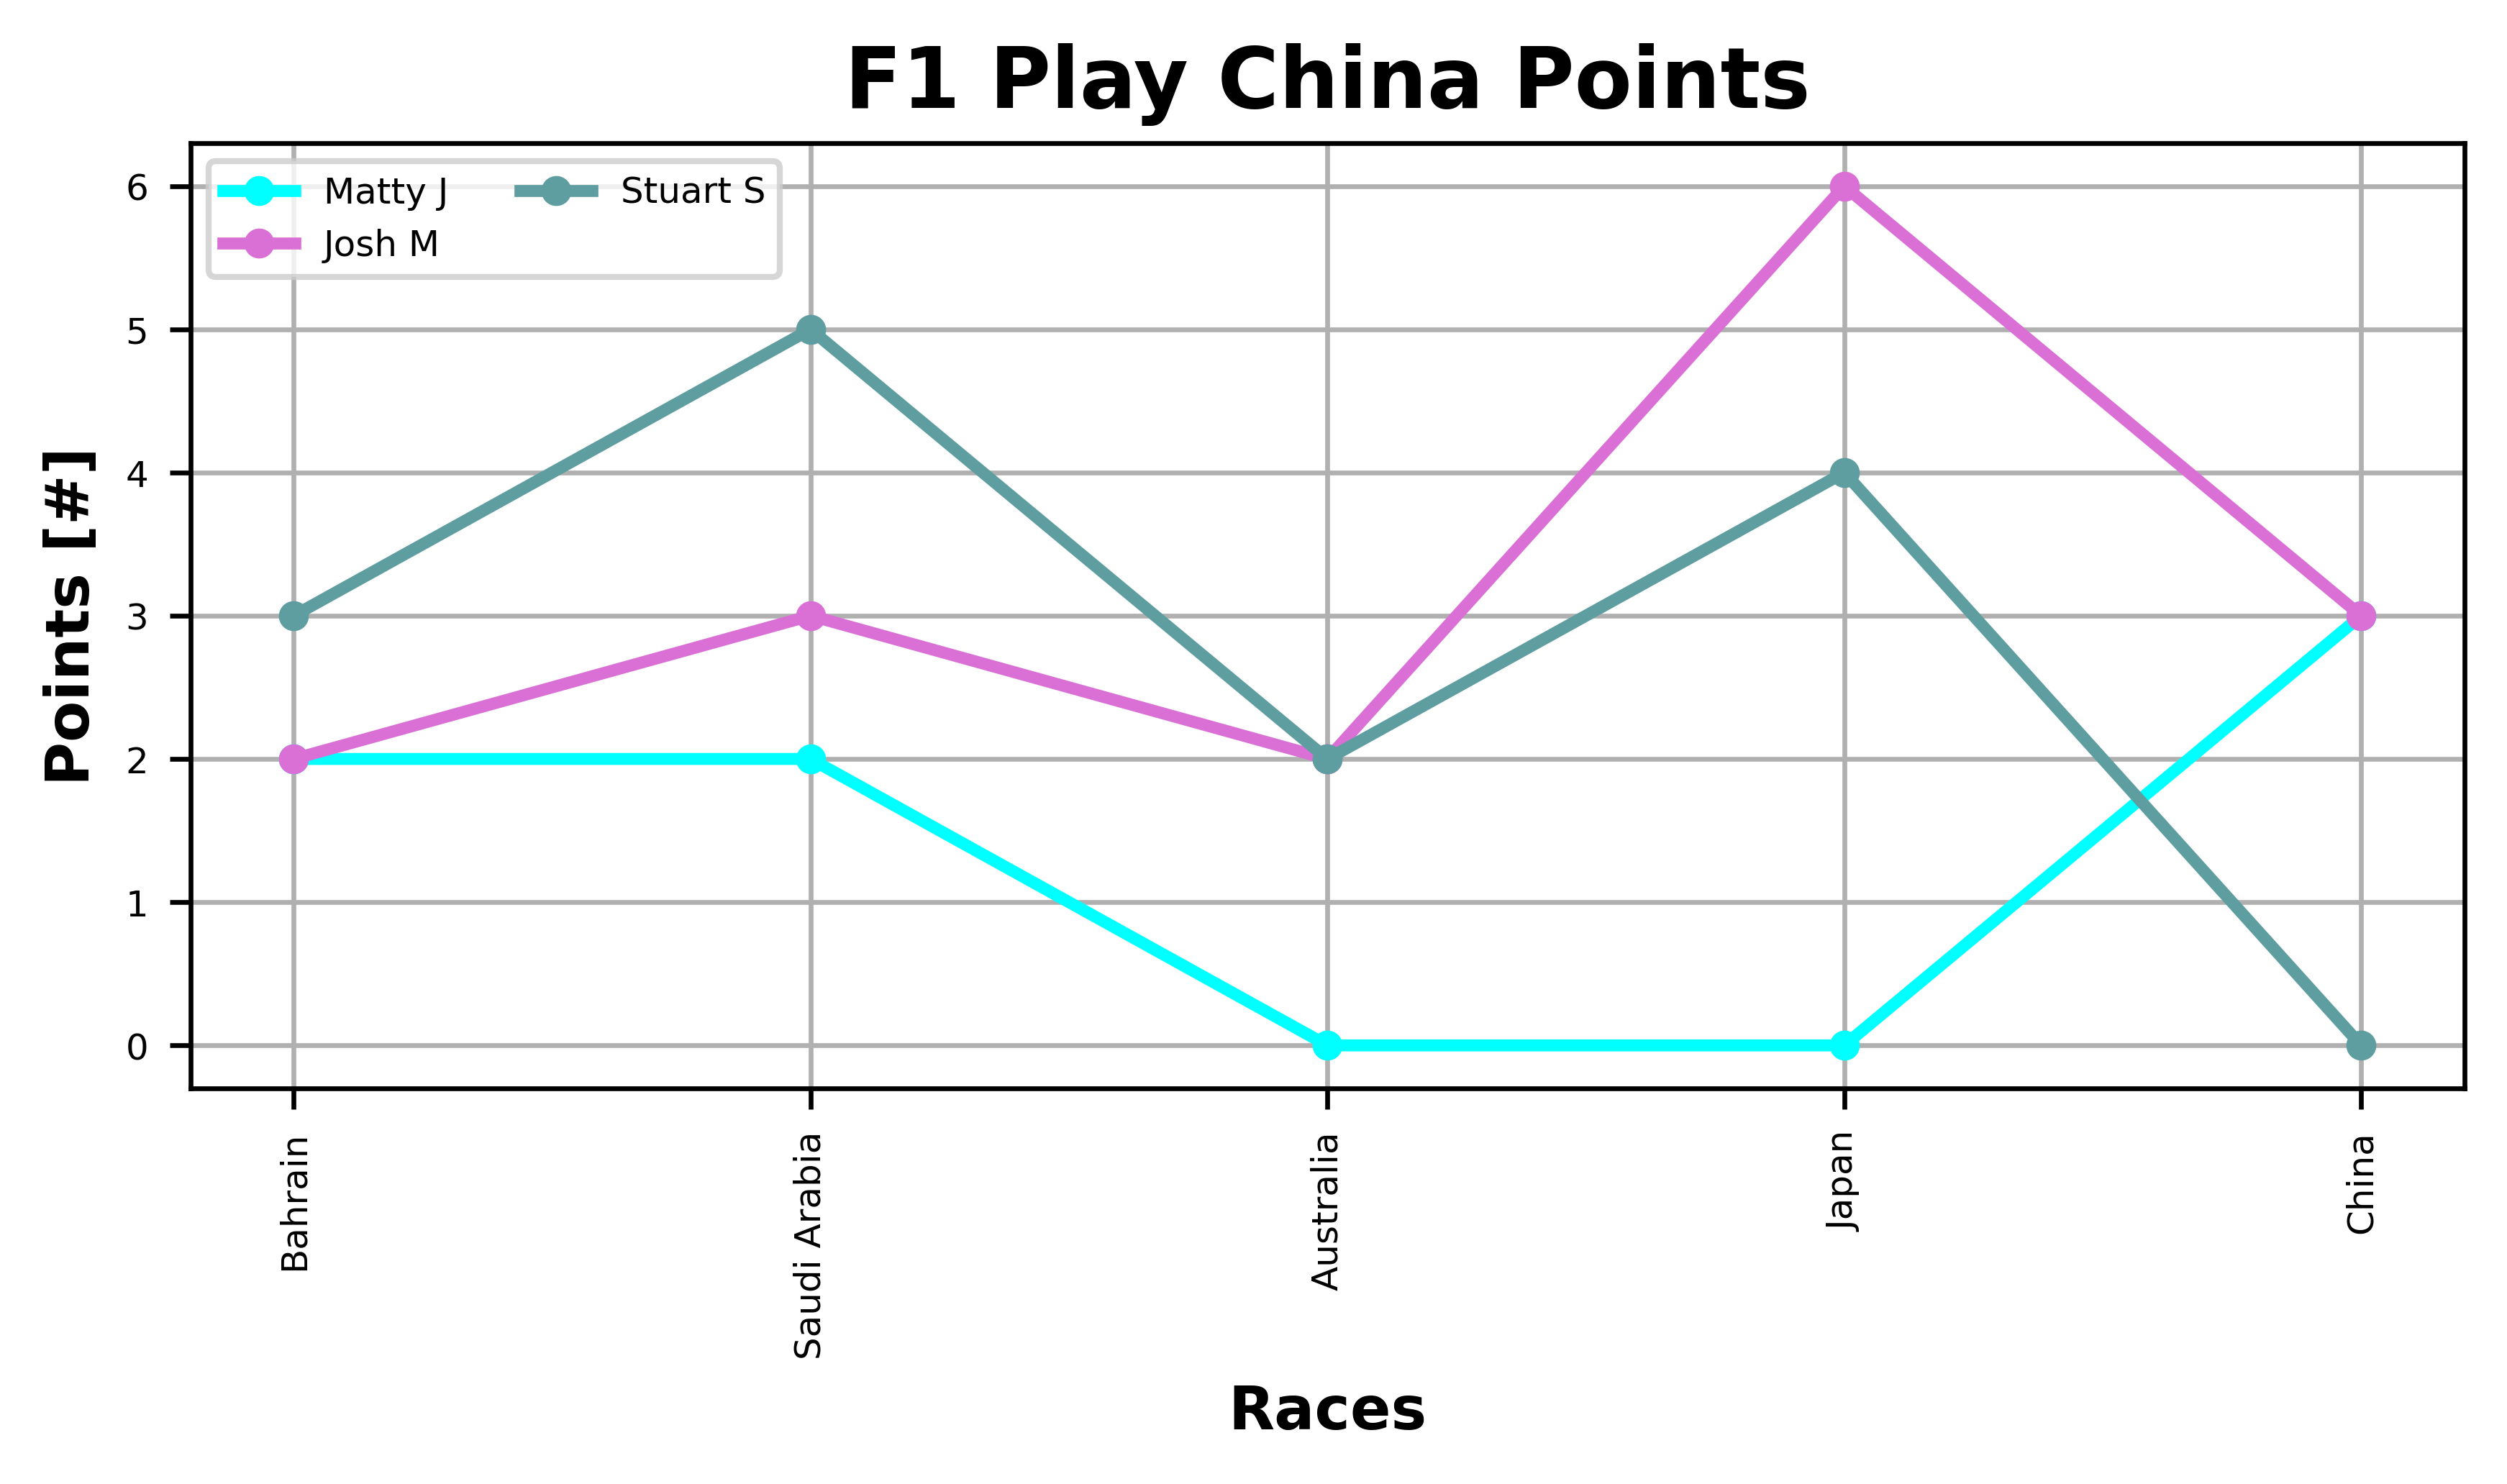 F1 Play China Points
Matty J
Josh M
Stuart S
Points [#]
6
5
4
3
2
1
0
Bahrain
Saudi Arabia
Australia
Japan
China
Races